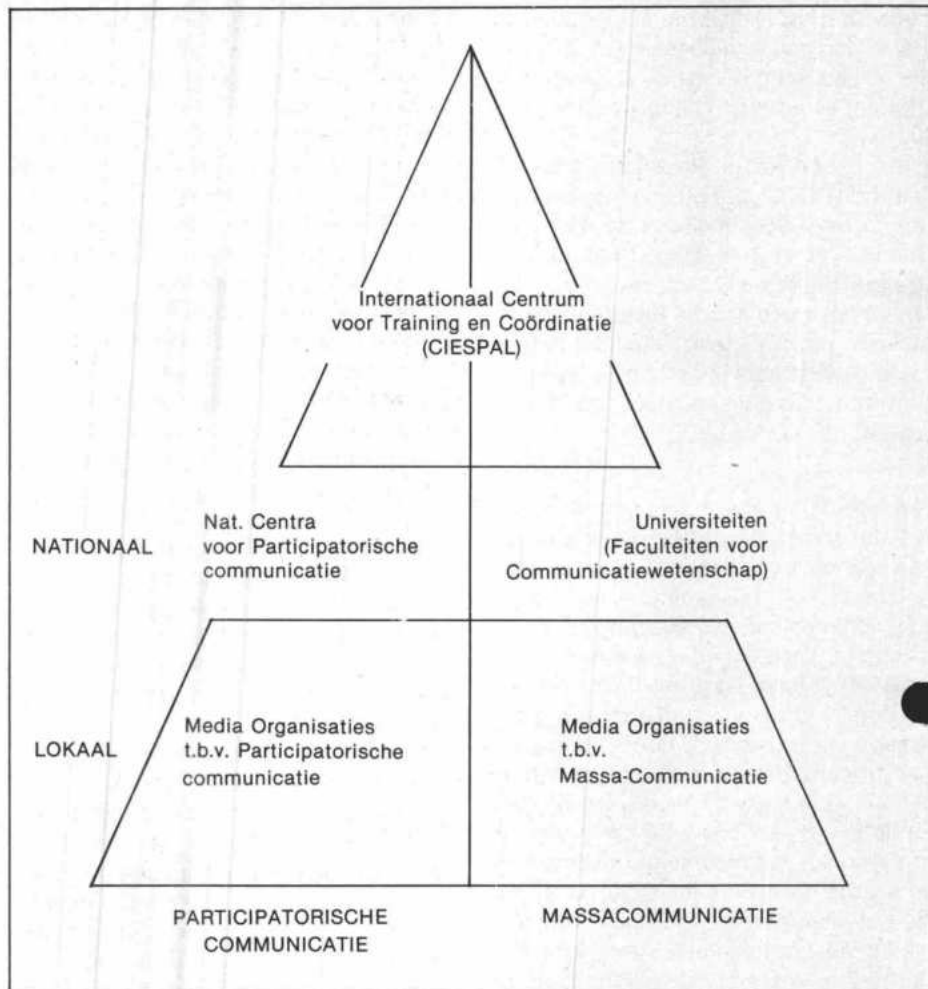 Internationaal Centrum
voor Training en Coördinatie
(CIESPAL)
NATIONAAL
Nat. Centra
voor Participatorische
communicatie
Universiteiten
(Faculteiten voor
Communicatiewetenschap)
LOKAAL
Media Organisaties
t.b.v. Participatorische
communicatie
Media Organisaties
t.b.v.
Massa-Communicatie
PARTICIPATORISCHE
COMMUNICATIE
MASSACOMMUNICATIE